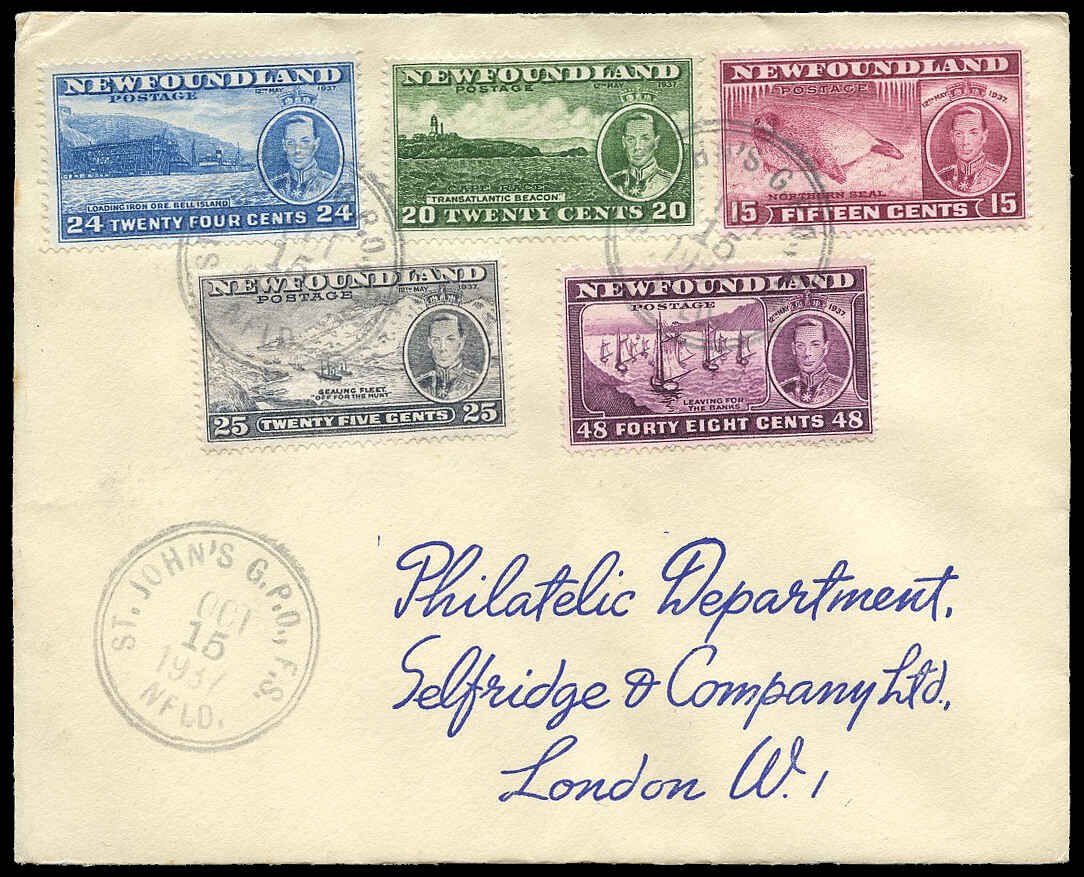 NEWFOUNDLAND
POSTAGE
12TH MAY 1937
LOADING IRON ORE, BELL ISLAND
24 TWENTY FOUR CENTS 24
NEWFOUNDLAND
POSTAGE
12TH MAY 1937
CAPE RACE
"TRANSATLANTIC BEACON"
20 TWENTY CENTS 20
NEWFOUNDLAND
POSTAGE
12TH MAY 1937
NORTHERN SEAL
15 FIFTEEN CENTS 15
NEWFOUNDLAND
POSTAGE
12TH MAY 1937
SEALING FLEET
"OFF FOR THE HUNT"
25 TWENTY FIVE CENTS 25
NEWFOUNDLAND
POSTAGE
12TH MAY 1937
LEAVING FOR
THE BANKS
48 FORTY EIGHT CENTS 48
ST. JOHN'S G.P.O., F.S.
OCT
15
NFLD.
Philatelic Department,
Selfridge & Company Ltd.,
London W.1